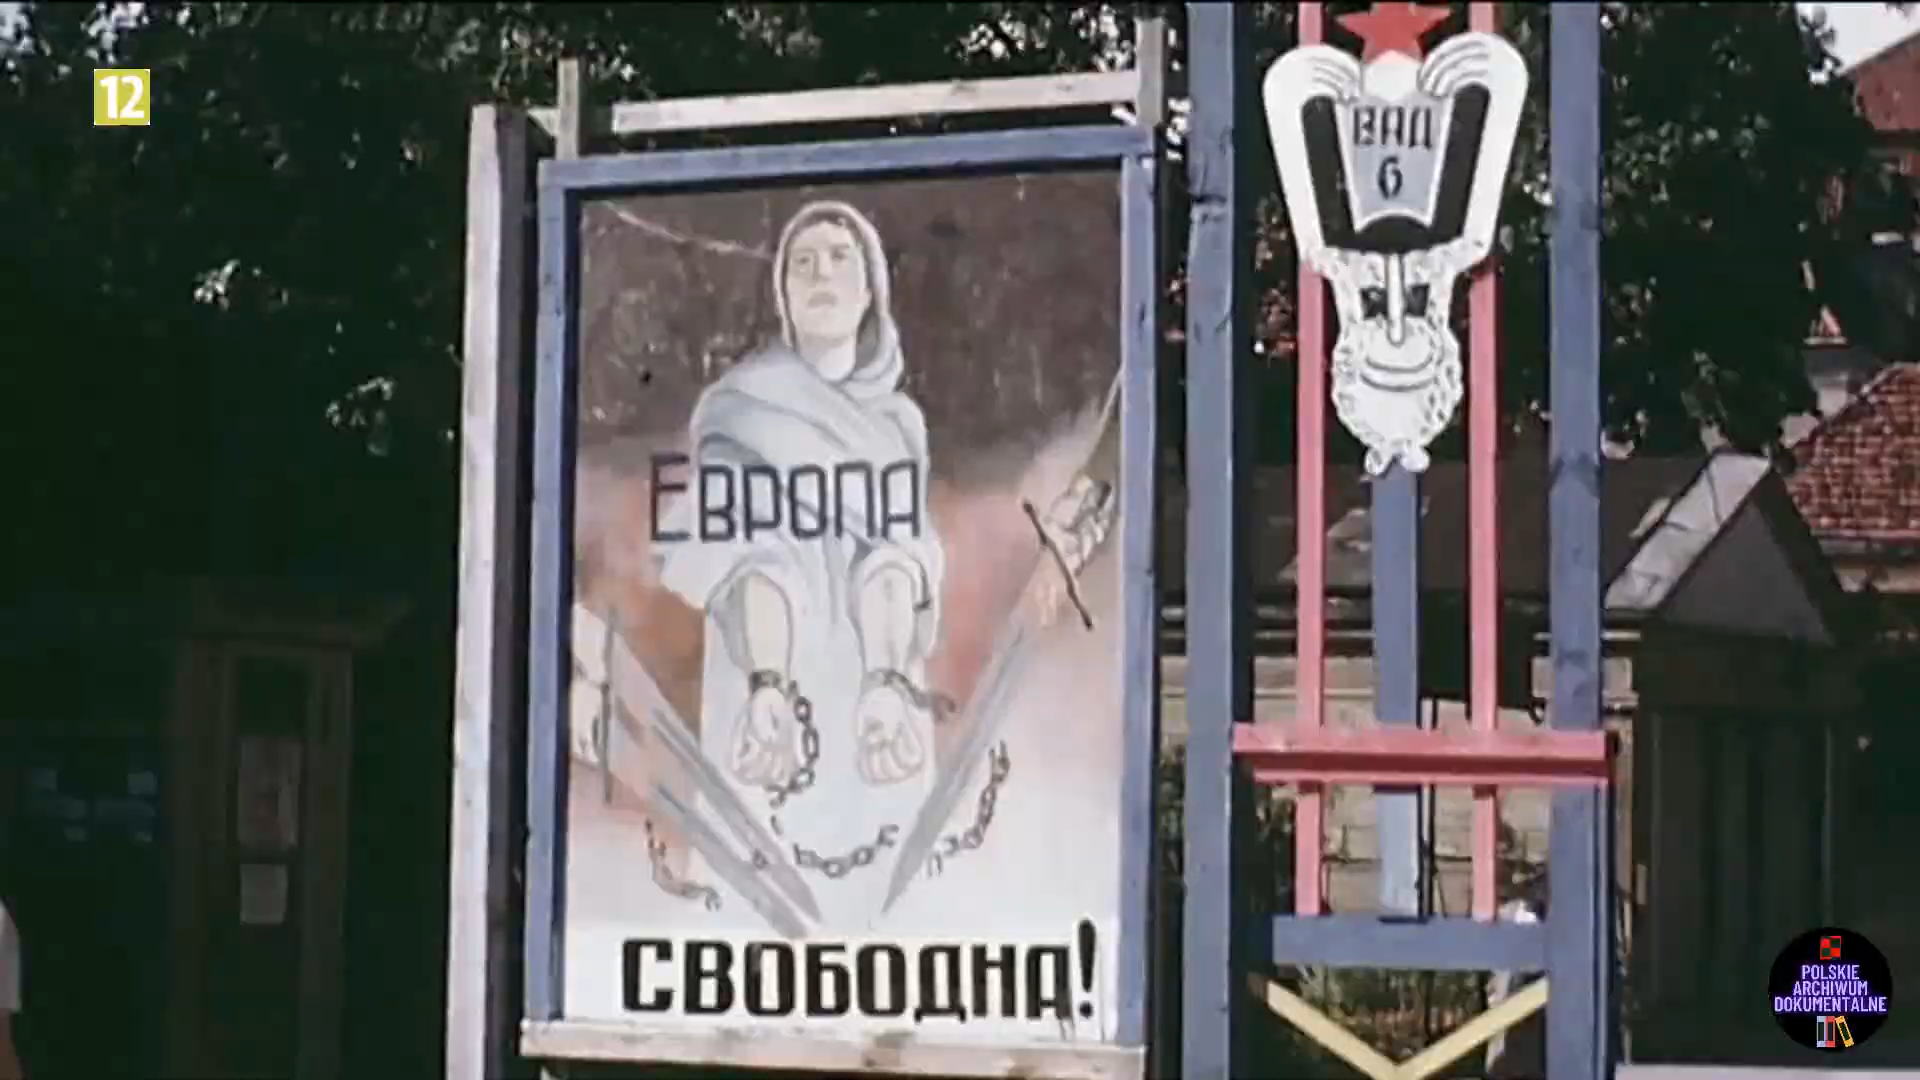 12
ВАД
6
Европа
СВОБОДНА!
POLSKIE
ARCHIWUM
DOKUMENTALNE